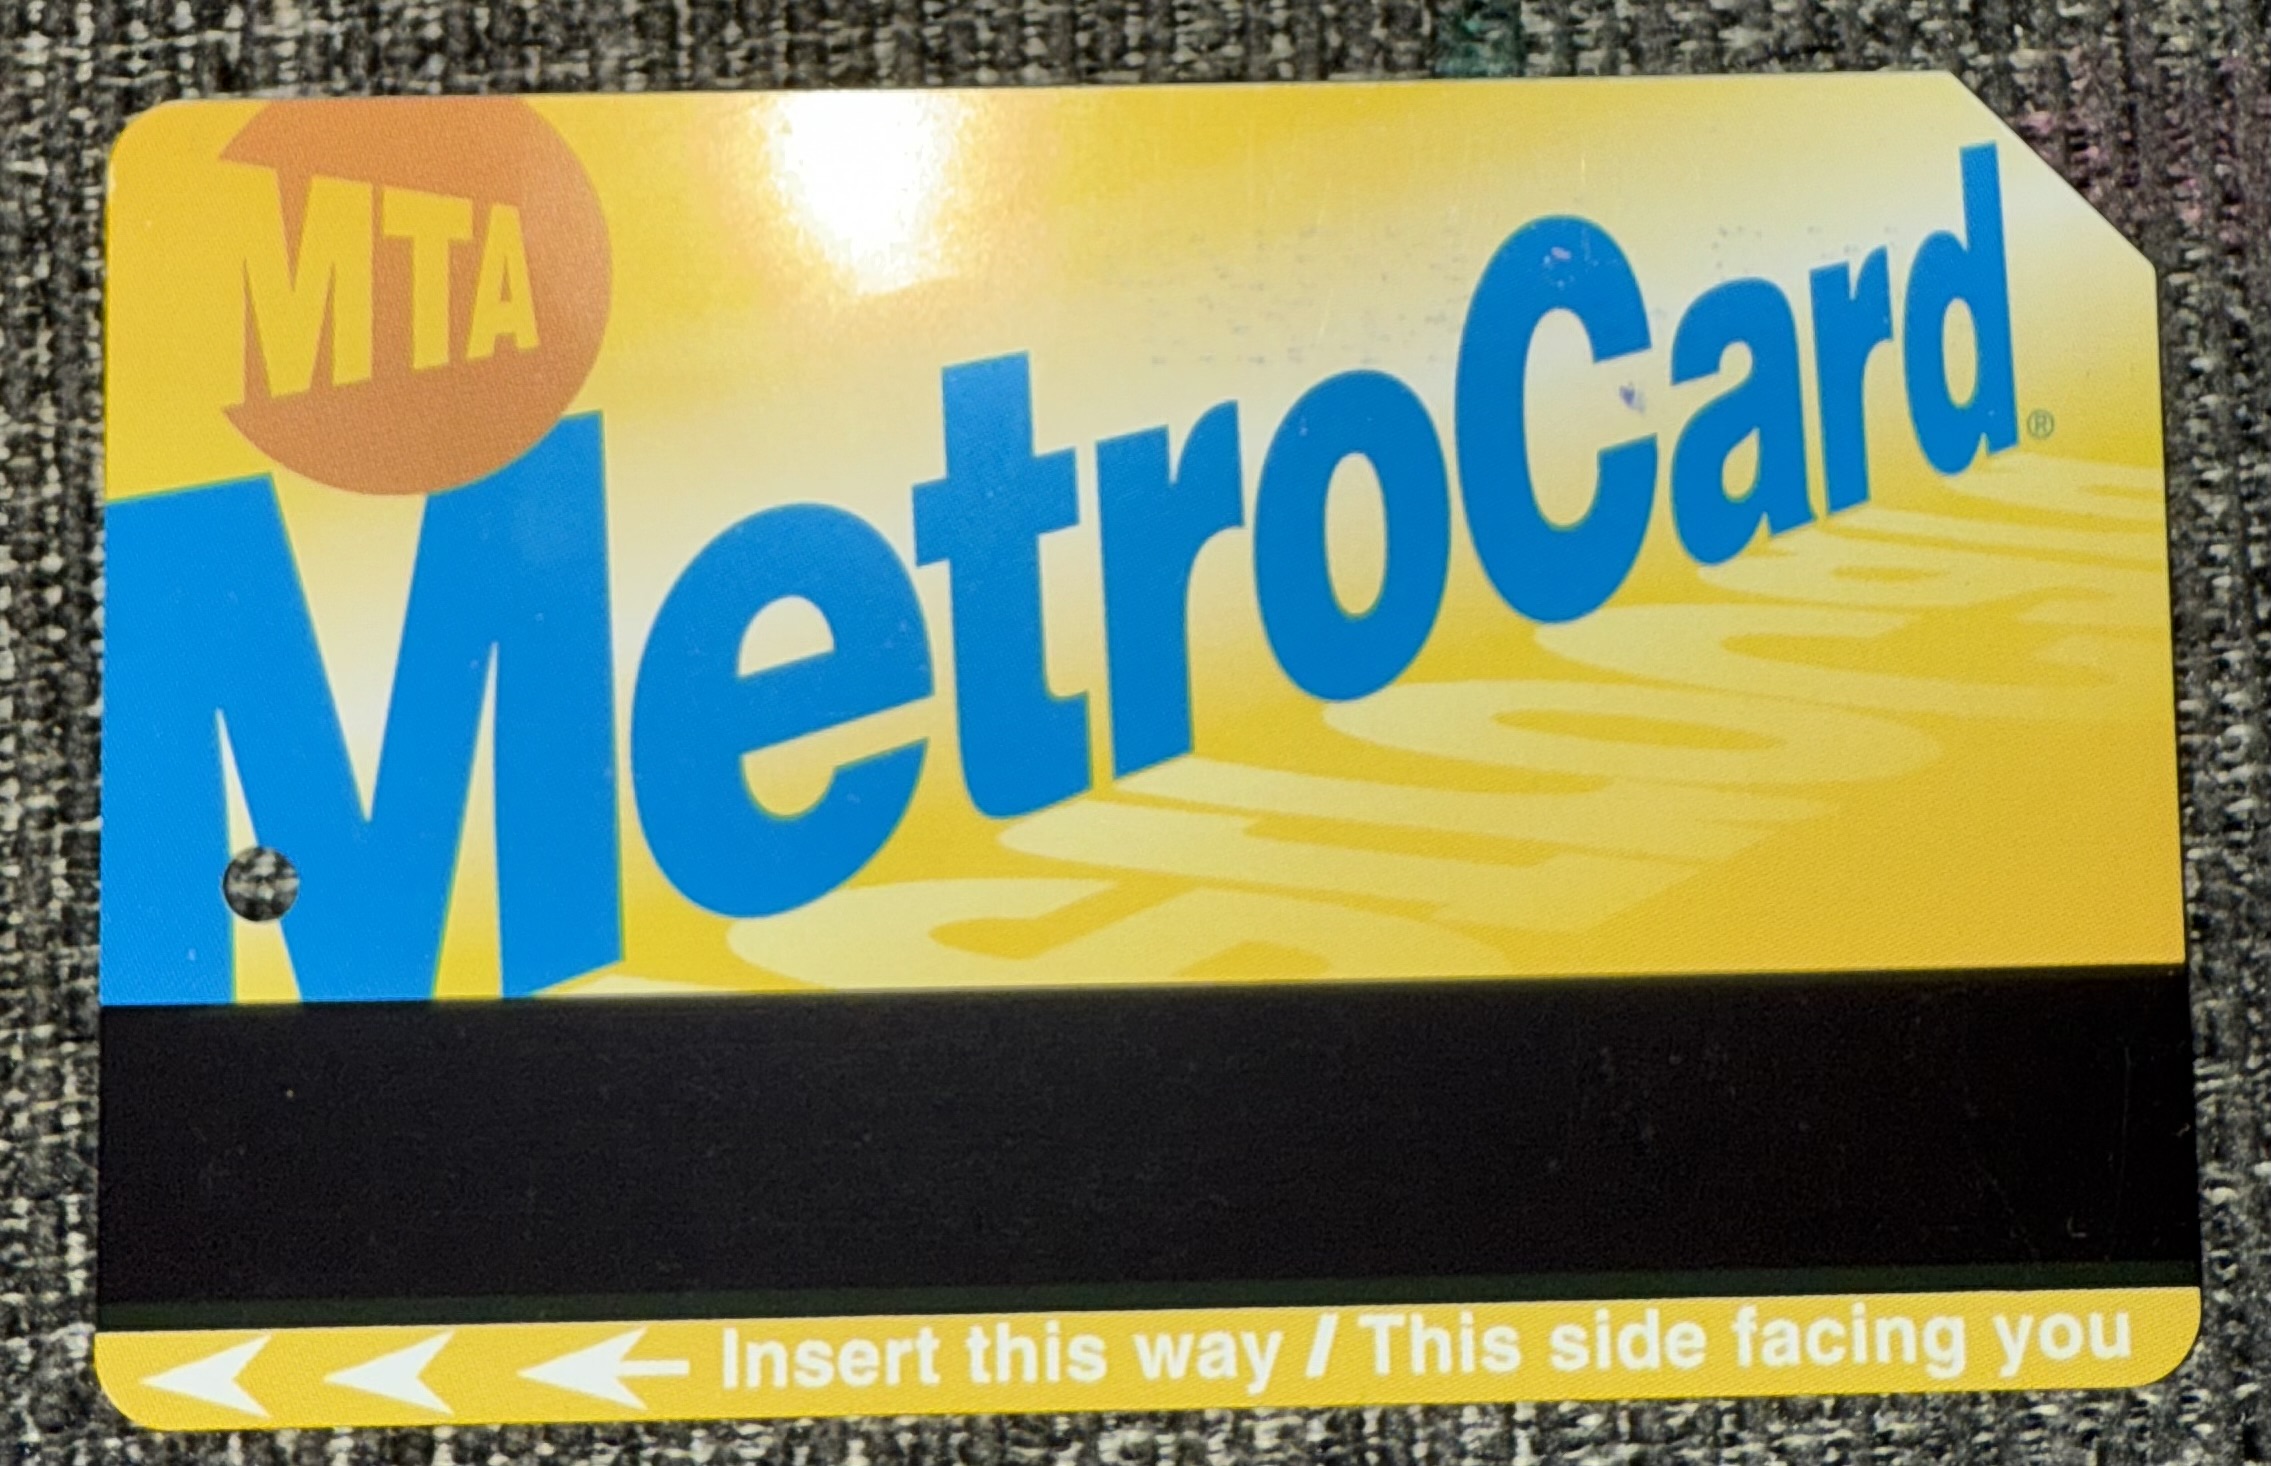 MTA
MetroCard®
Insert this way / This side facing you